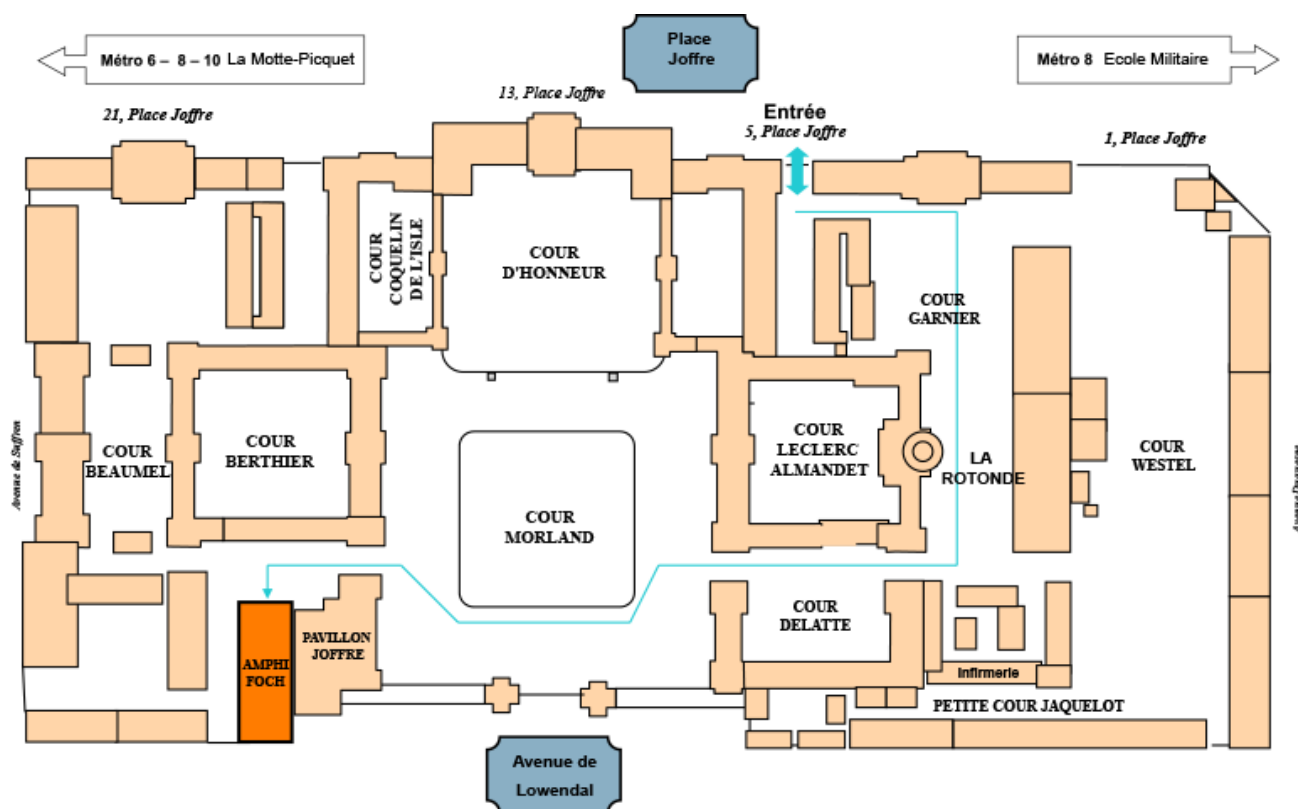 Place
Joffre
Métro 6 – 8 – 10 La Motte-Picquet
Métro 8 Ecole Militaire
21, Place Joffre
13, Place Joffre
Entrée
5, Place Joffre
1, Place Joffre
COUR
COQUELIN
DE L'ISLE
COUR
D'HONNEUR
COUR
GARNIER
Avenue de Suffren
COUR
BEAUMEL
COUR
BERTHIER
COUR
MORLAND
COUR
LECLERC
ALMANDET
LA
ROTONDE
COUR
WESTEL
COUR
DELATTE
AMPHI
FOCH
PAVILLON
JOFFRE
Infirmerie
PETITE COUR JAQUELOT
Avenue de
Lowendal